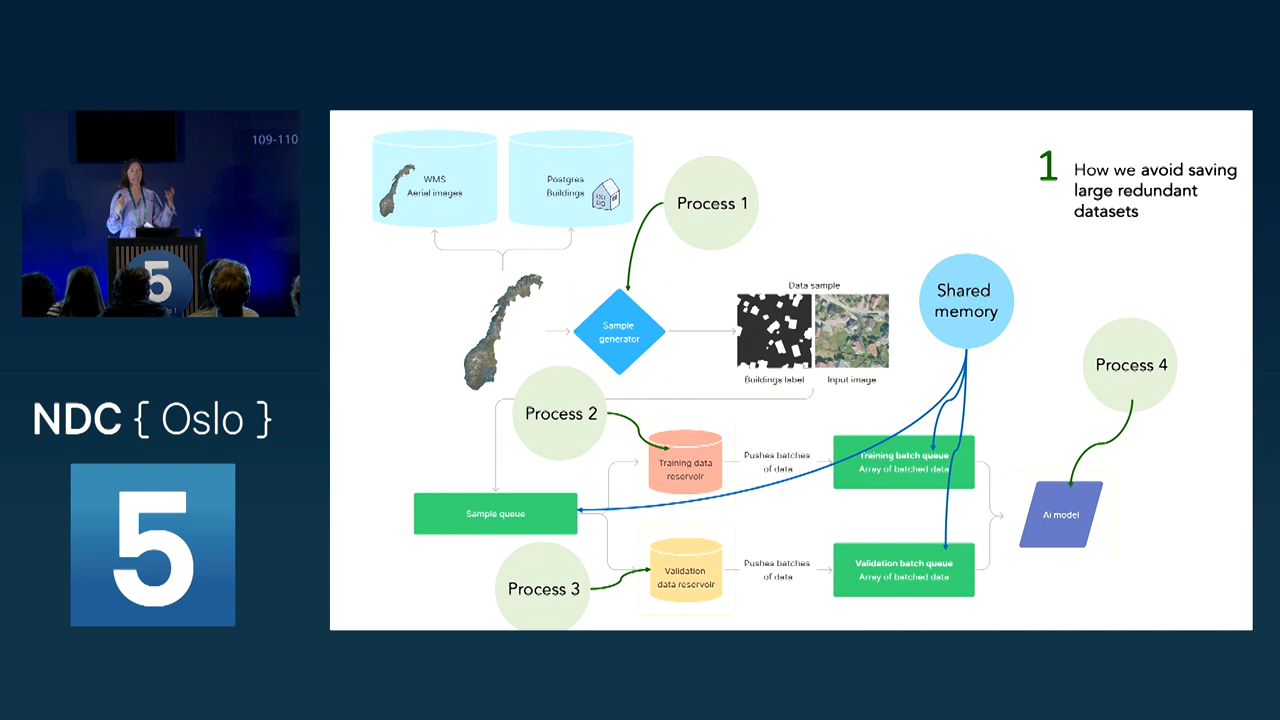 109-110
5
NDC { Oslo }
5
1
How we avoid saving
large redundant
datasets
WMS
Aerial images
Postgres
Buildings
Process 1
Sample
generator
Data sample
Buildings label
Input image
Shared
memory
Process 4
Process 2
Training data
reservoir
Pushes batches
of data
Training batch queue
Array of batched data
Sample queue
Ai model
Process 3
Validation
data reservoir
Pushes batches
of data
Validation batch queue
Array of batched data